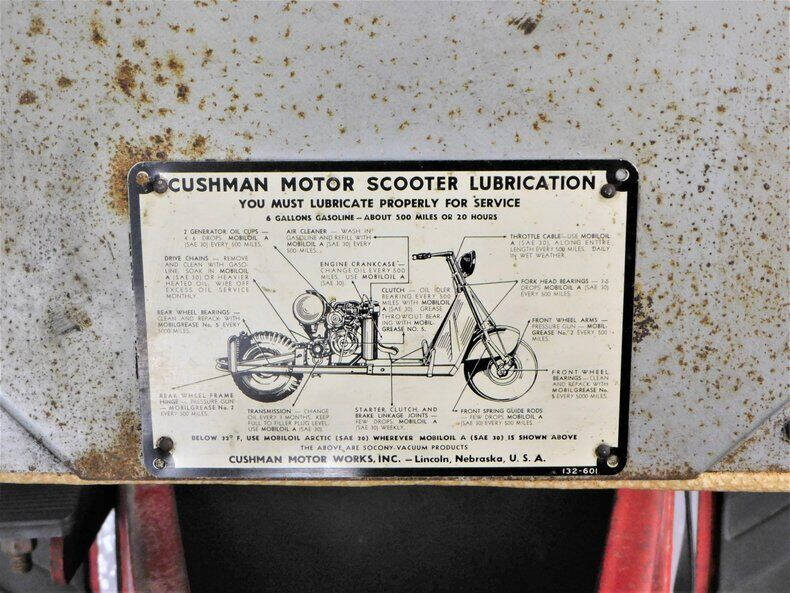 CUSHMAN MOTOR SCOOTER LUBRICATION
YOU MUST LUBRICATE PROPERLY FOR SERVICE
6 GALLONS GASOLINE — ABOUT 500 MILES OR 20 HOURS
2 GENERATOR OIL CUPS —
4-6 DROPS MOBILOIL A
(SAE 30) EVERY 500 MILES.
AIR CLEANER — WASH IN
GASOLINE AND REFILL WITH
MOBILOIL A (SAE 30) EVERY
500 MILES.
THROTTLE CABLE — USE MOBILOIL
A (SAE 30), ALONG ENTIRE
LENGTH EVERY 500 MILES. DAILY
IN WET WEATHER.
DRIVE CHAINS — REMOVE
AND CLEAN WITH GASO-
LINE, SOAK IN MOBILOIL
A (SAE 30) OR HEAVIER
HEATED OIL. WIPE OFF
EXCESS OIL. SERVICE
MONTHLY.
ENGINE CRANKCASE —
CHANGE OIL EVERY 500
MILES. USE MOBILOIL A
(SAE 30).
CLUTCH — OIL IDLER
BEARING EVERY 500
MILES WITH MOBILOIL
A (SAE 30). GREASE
THROWOUT BEAR-
ING WITH MOBIL-
GREASE NO. 5.
FORK HEAD BEARINGS —
DROPS MOBILOIL A (SAE 30)
EVERY 500 MILES.
REAR WHEEL BEARINGS —
CLEAN AND REPACK WITH
MOBILGREASE No. 5 EVERY
5000 MILES.
FRONT WHEEL ARMS —
PRESSURE GUN — MOBIL-
GREASE No. 2 EVERY 500
MILES.
FRONT WHEEL
BEARINGS — CLEAN
AND REPACK WITH
MOBILGREASE No.
5 EVERY 5000 MILES.
REAR WHEEL FRAME
HINGE — PRESSURE GUN
— MOBILGREASE No. 2
EVERY 500 MILES.
TRANSMISSION — CHANGE
OIL EVERY 3 MONTHS. KEEP
FULL TO FILLER PLUG LEVEL.
USE MOBILOIL A (SAE 30).
STARTER, CLUTCH, AND
BRAKE LINKAGE JOINTS —
FEW DROPS, MOBILOIL A
(SAE 30) WEEKLY.
FRONT SPRING GUIDE RODS
— FEW DROPS, MOBILOIL A
(SAE 30) EVERY 500 MILES.
BELOW 32° F, USE MOBILOIL ARCTIC (SAE 20) WHEREVER MOBILOIL A (SAE 30) IS SHOWN ABOVE
THE ABOVE ARE SOCONY-VACUUM PRODUCTS
CUSHMAN MOTOR WORKS, INC. — Lincoln, Nebraska, U. S. A.
132-601